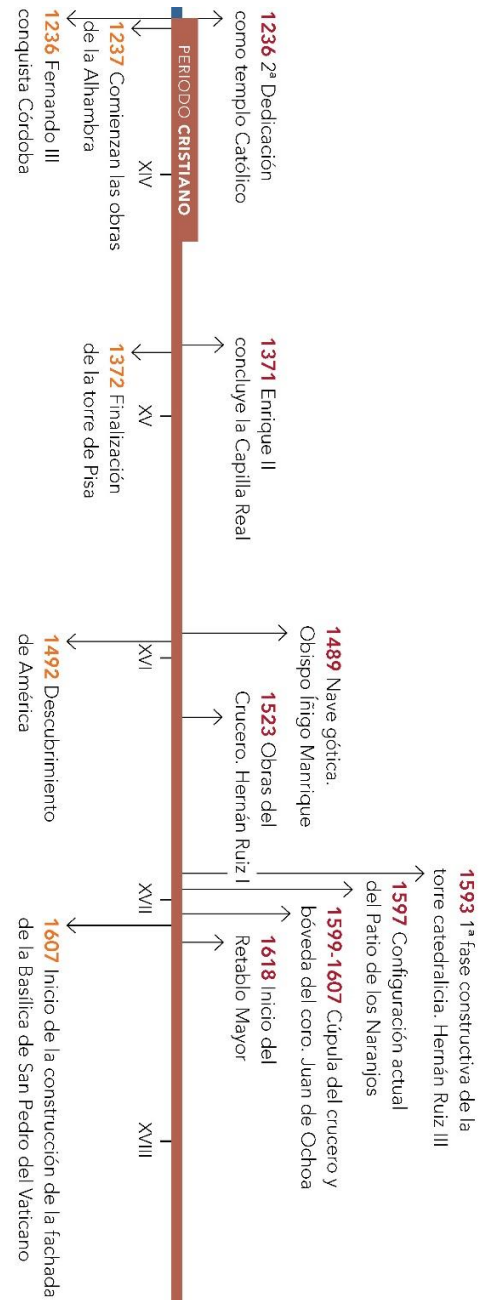 1236 2ª Dedicación
como templo Católico
1371 Enrique II
concluye la Capilla Real
1489 Nave gótica.
Obispo Íñigo Manrique
1523 Obras del
Crucero. Hernán Ruiz I
1593 1ª fase constructiva de la
torre catedralicia. Hernán Ruiz III
1597 Configuración actual
del Patio de los Naranjos
1599-1607 Cúpula del crucero y
bóveda del coro. Juan de Ochoa
1618 Inicio del
Retablo Mayor
PERIODO CRISTIANO
XIV
XV
XVI
XVII
XVIII
1237 Comienzan las obras
de la Alhambra
1236 Fernando III
conquista Córdoba
1372 Finalización
de la torre de Pisa
1492 Descubrimiento
de América
1607 Inicio de la construcción de la fachada
de la Basílica de San Pedro del Vaticano